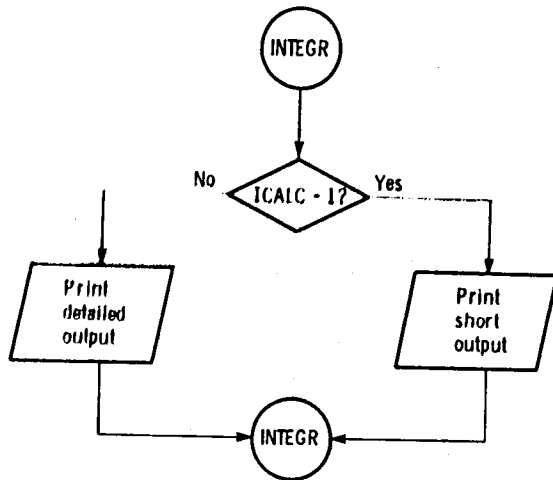 INTEGR
No
ICALC - 1?
Yes
Print
detailed
output
Print
short
output
INTEGR